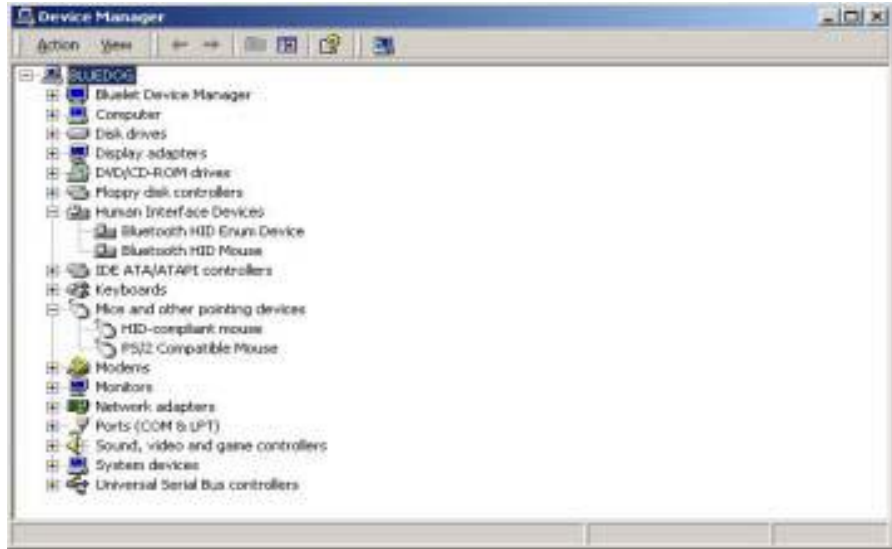 Device Manager
Action View
BLUEDOG
Bluelet Device Manager
Computer
Disk drives
Display adapters
DVD/CD-ROM drives
Floppy disk controllers
Human Interface Devices
Bluetooth HID Enum Device
Bluetooth HID Mouse
IDE ATA/ATAPI controllers
Keyboards
Mice and other pointing devices
HID-compliant mouse
PS/2 Compatible Mouse
Modems
Monitors
Network adapters
Ports (COM & LPT)
Sound, video and game controllers
System devices
Universal Serial Bus controllers